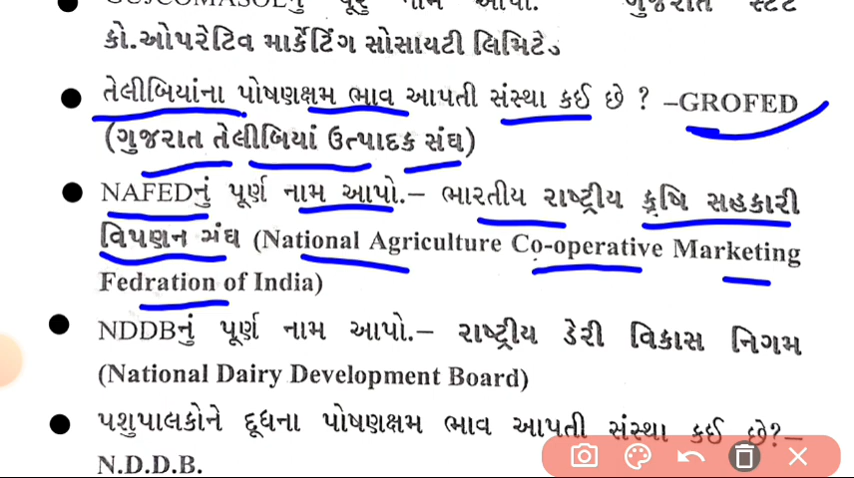 કો.ઓપરેટિવ માર્કેટિંગ સોસાયટી લિમિટેડ
● તેલીબિયાંના પોષણક્ષમ ભાવ આપતી સંસ્થા કઈ છે ? –GROFED
(ગુજરાત તેલીબિયાં ઉત્પાદક સંઘ)
● NAFEDનું પૂર્ણ નામ આપો.– ભારતીય રાષ્ટ્રીય કૃષિ સહકારી
વિપણન સંઘ (National Agriculture Co-operative Marketing
Fedration of India)
● NDDBનું પૂર્ણ નામ આપો.– રાષ્ટ્રીય ડેરી વિકાસ નિગમ
(National Dairy Development Board)
● પશુપાલકોને દૂધના પોષણક્ષમ ભાવ આપતી સંસ્થા કઈ છે?–
N.D.D.B.